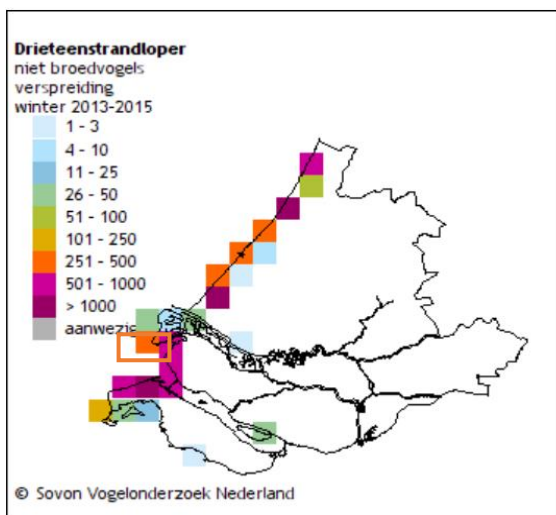 Drieteenstrandloper
niet broedvogels
verspreiding
winter 2013-2015
1 - 3
4 - 10
11 - 25
26 - 50
51 - 100
101 - 250
251 - 500
501 - 1000
> 1000
aanwezig
© Sovon Vogelonderzoek Nederland